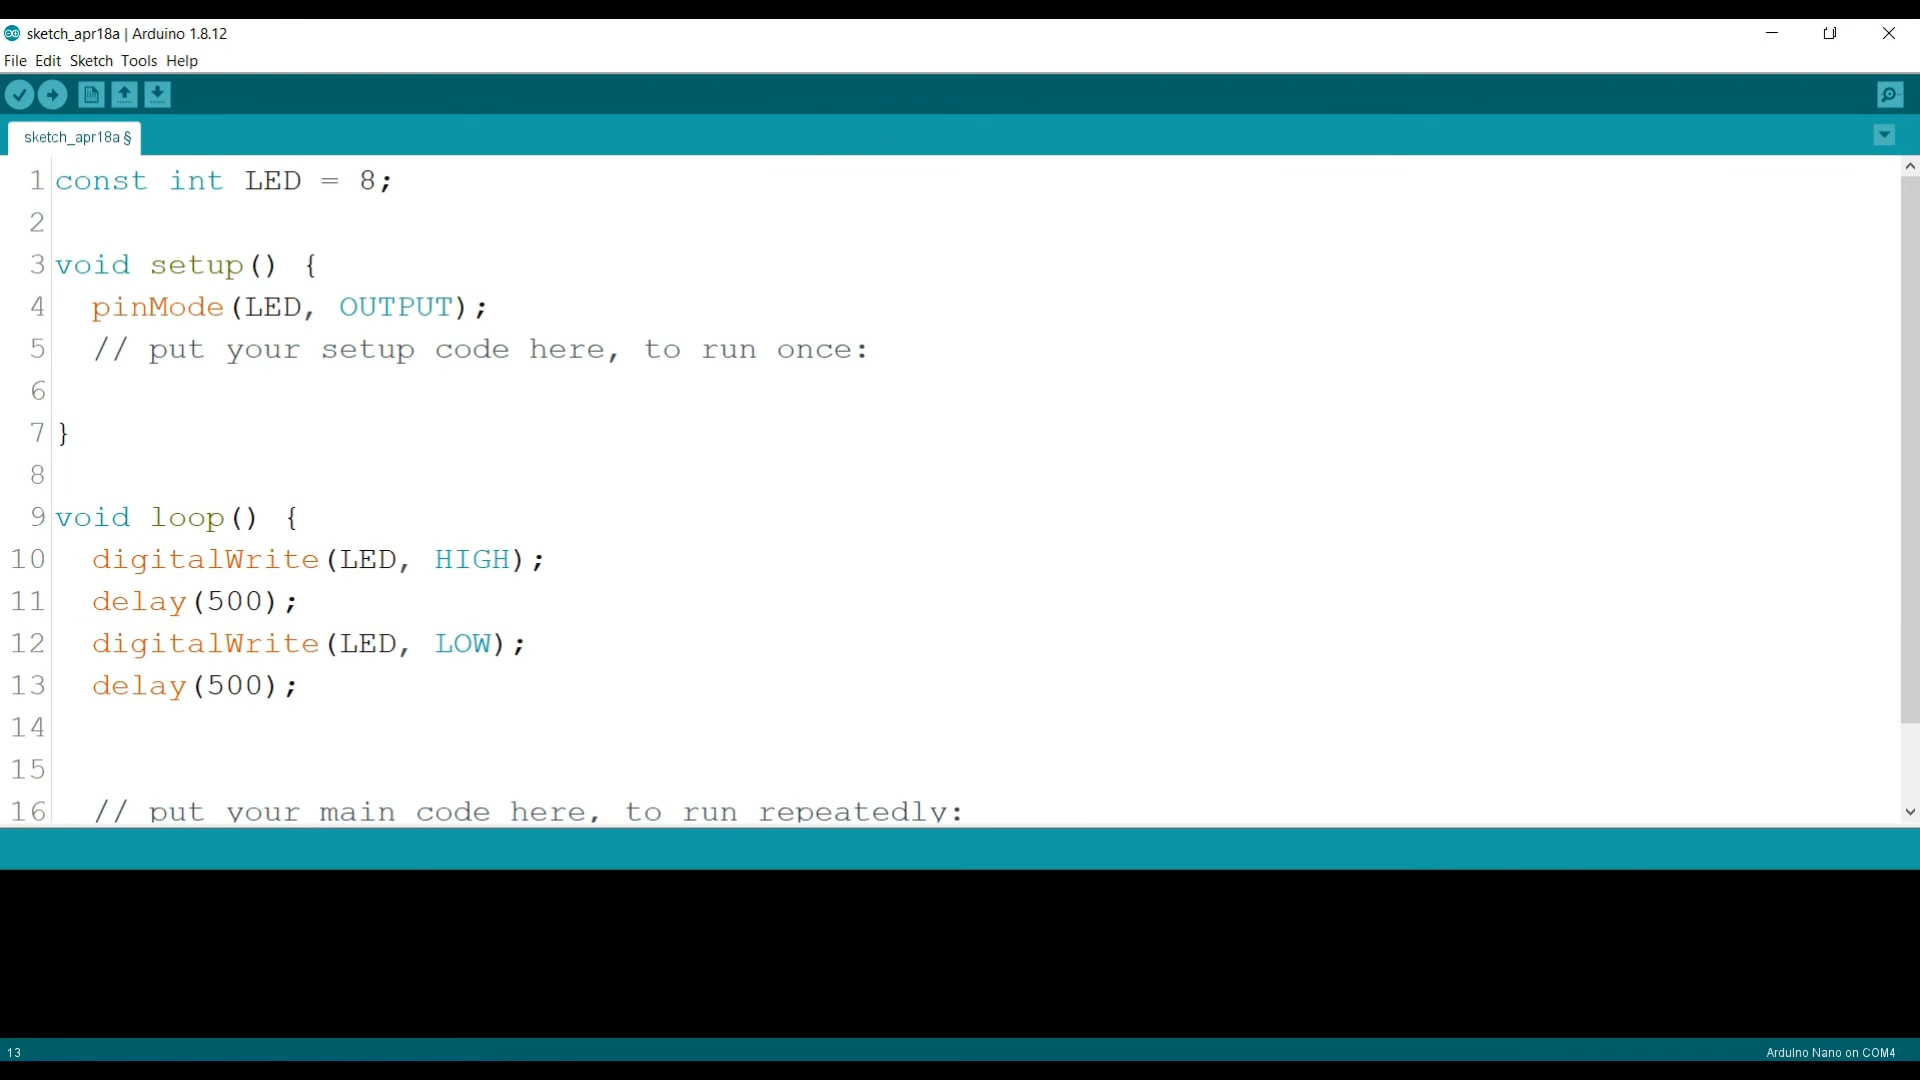 sketch_apr18a | Arduino 1.8.12
File Edit Sketch Tools Help
sketch_apr18a §
1 const int LED = 8;
2
3 void setup() {
4   pinMode(LED, OUTPUT);
5   // put your setup code here, to run once:
6
7 }
8
9 void loop() {
10   digitalWrite(LED, HIGH);
11   delay(500);
12   digitalWrite(LED, LOW);
13   delay(500);
14
15
16   // put your main code here, to run repeatedly:
13 Arduino Nano on COM4